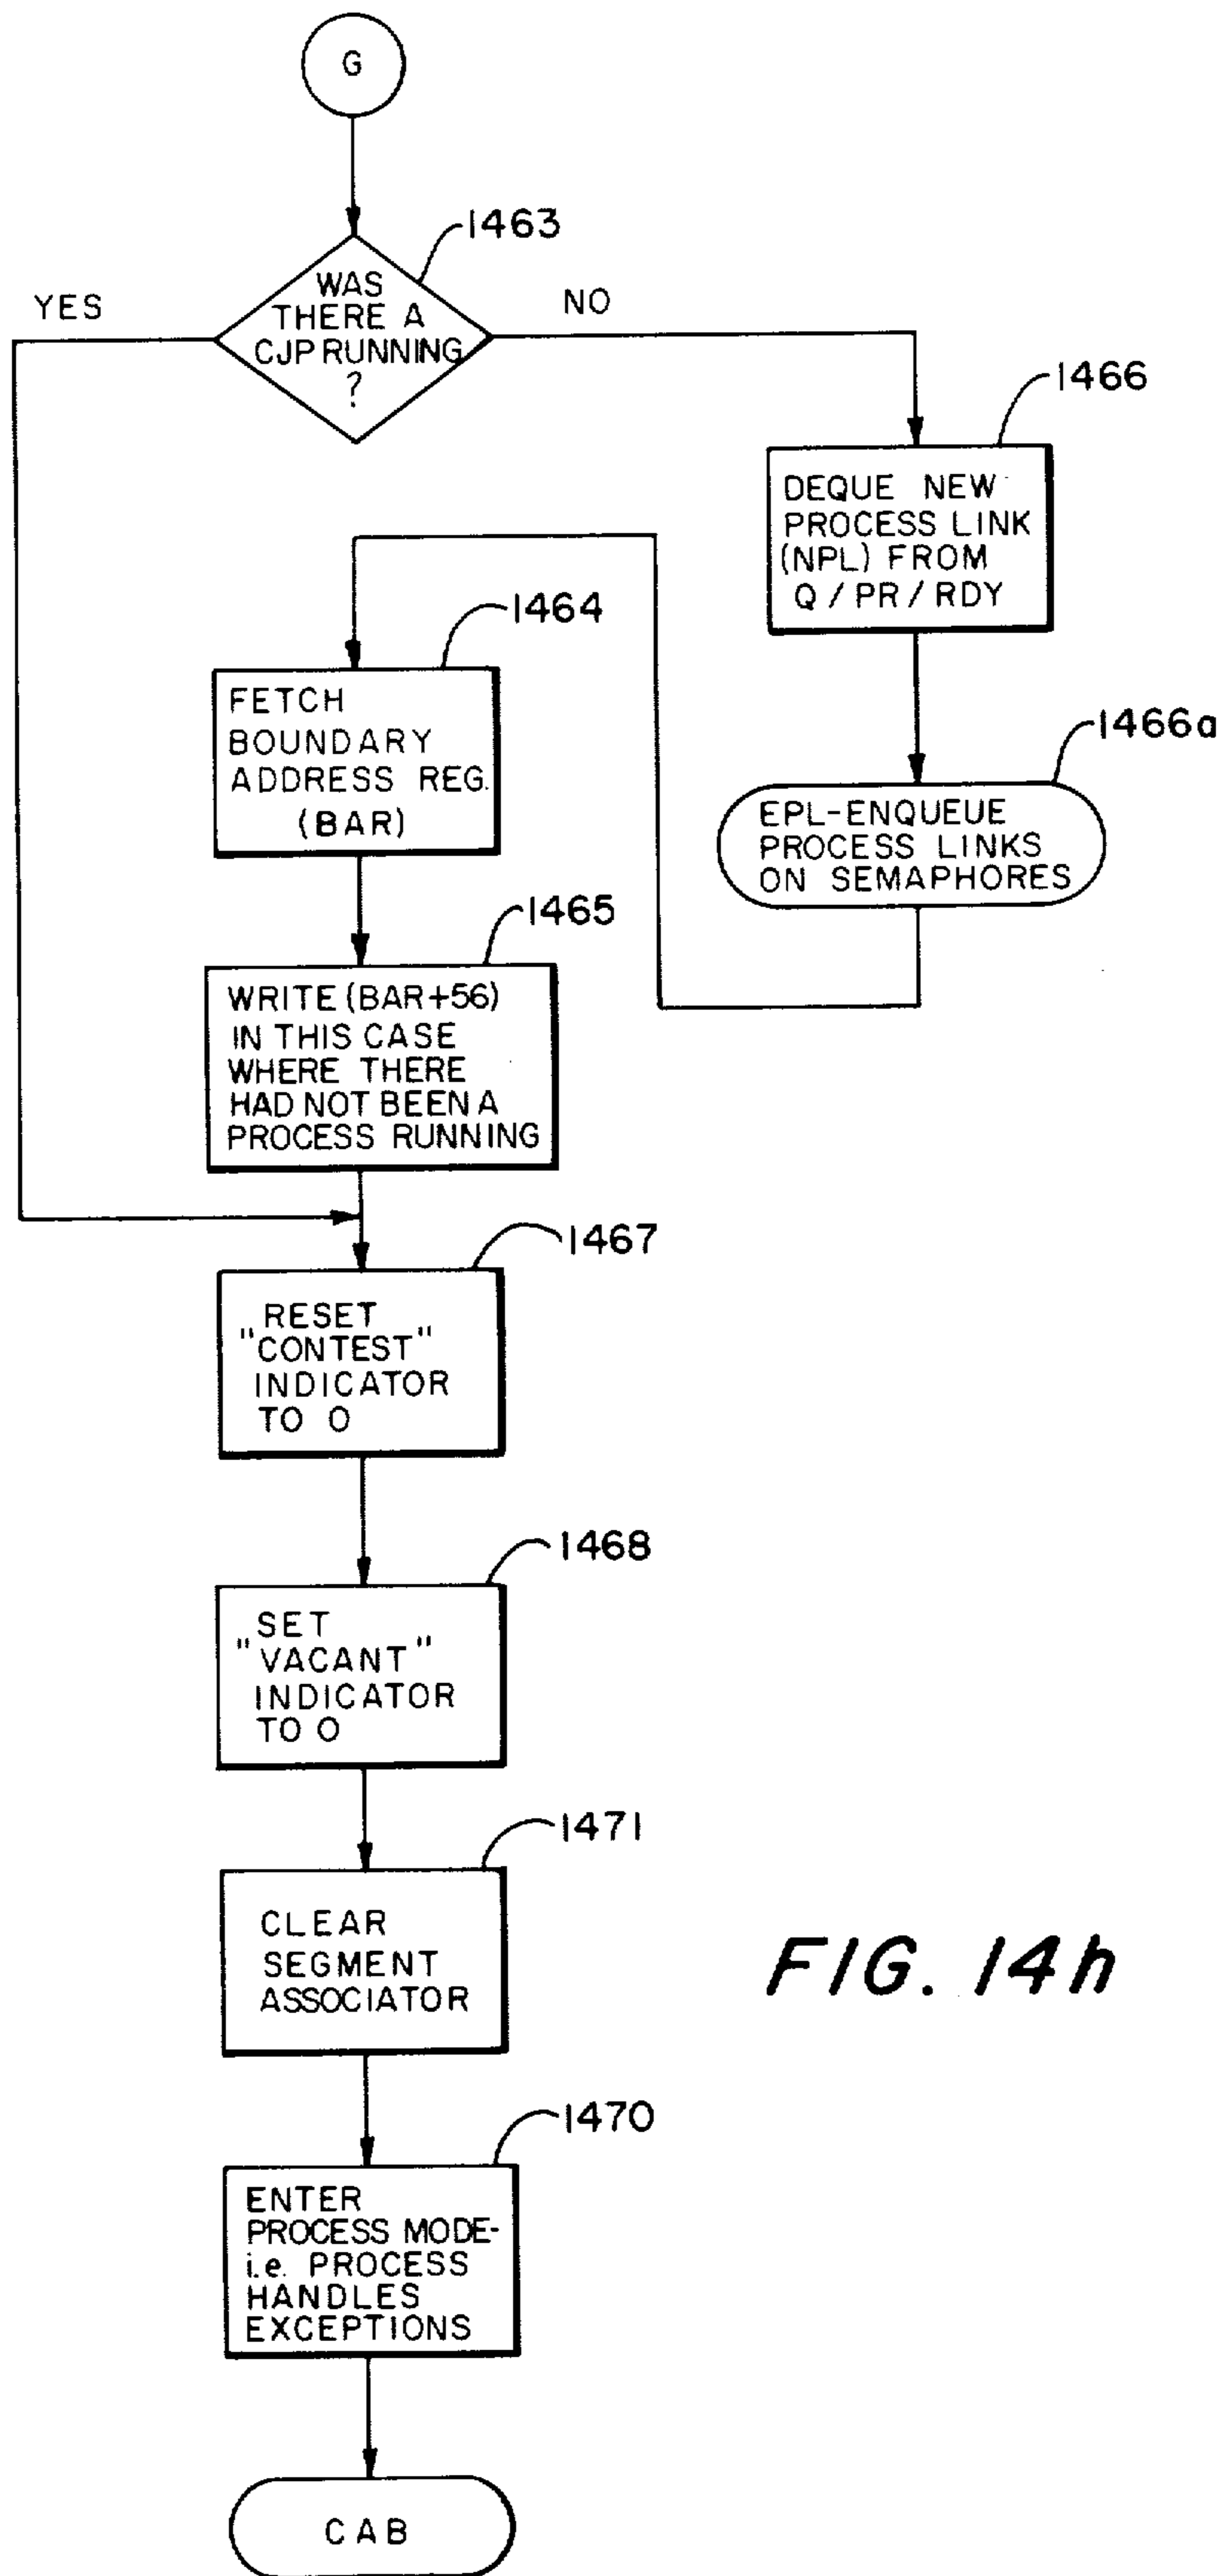 G
1463
WAS
THERE A
CJP RUNNING
?
YES
NO
1466
DEQUE NEW
PROCESS LINK
(NPL) FROM
Q / PR / RDY
1466a
EPL-ENQUEUE
PROCESS LINKS
ON SEMAPHORES
1464
FETCH
BOUNDARY
ADDRESS REG.
(BAR)
1465
WRITE (BAR+56)
IN THIS CASE
WHERE THERE
HAD NOT BEEN A
PROCESS RUNNING
1467
RESET
"CONTEST"
INDICATOR
TO 0
1468
SET
"VACANT"
INDICATOR
TO 0
1471
CLEAR
SEGMENT
ASSOCIATOR
1470
ENTER
PROCESS MODE-
i.e. PROCESS
HANDLES
EXCEPTIONS
CAB
FIG. 14h